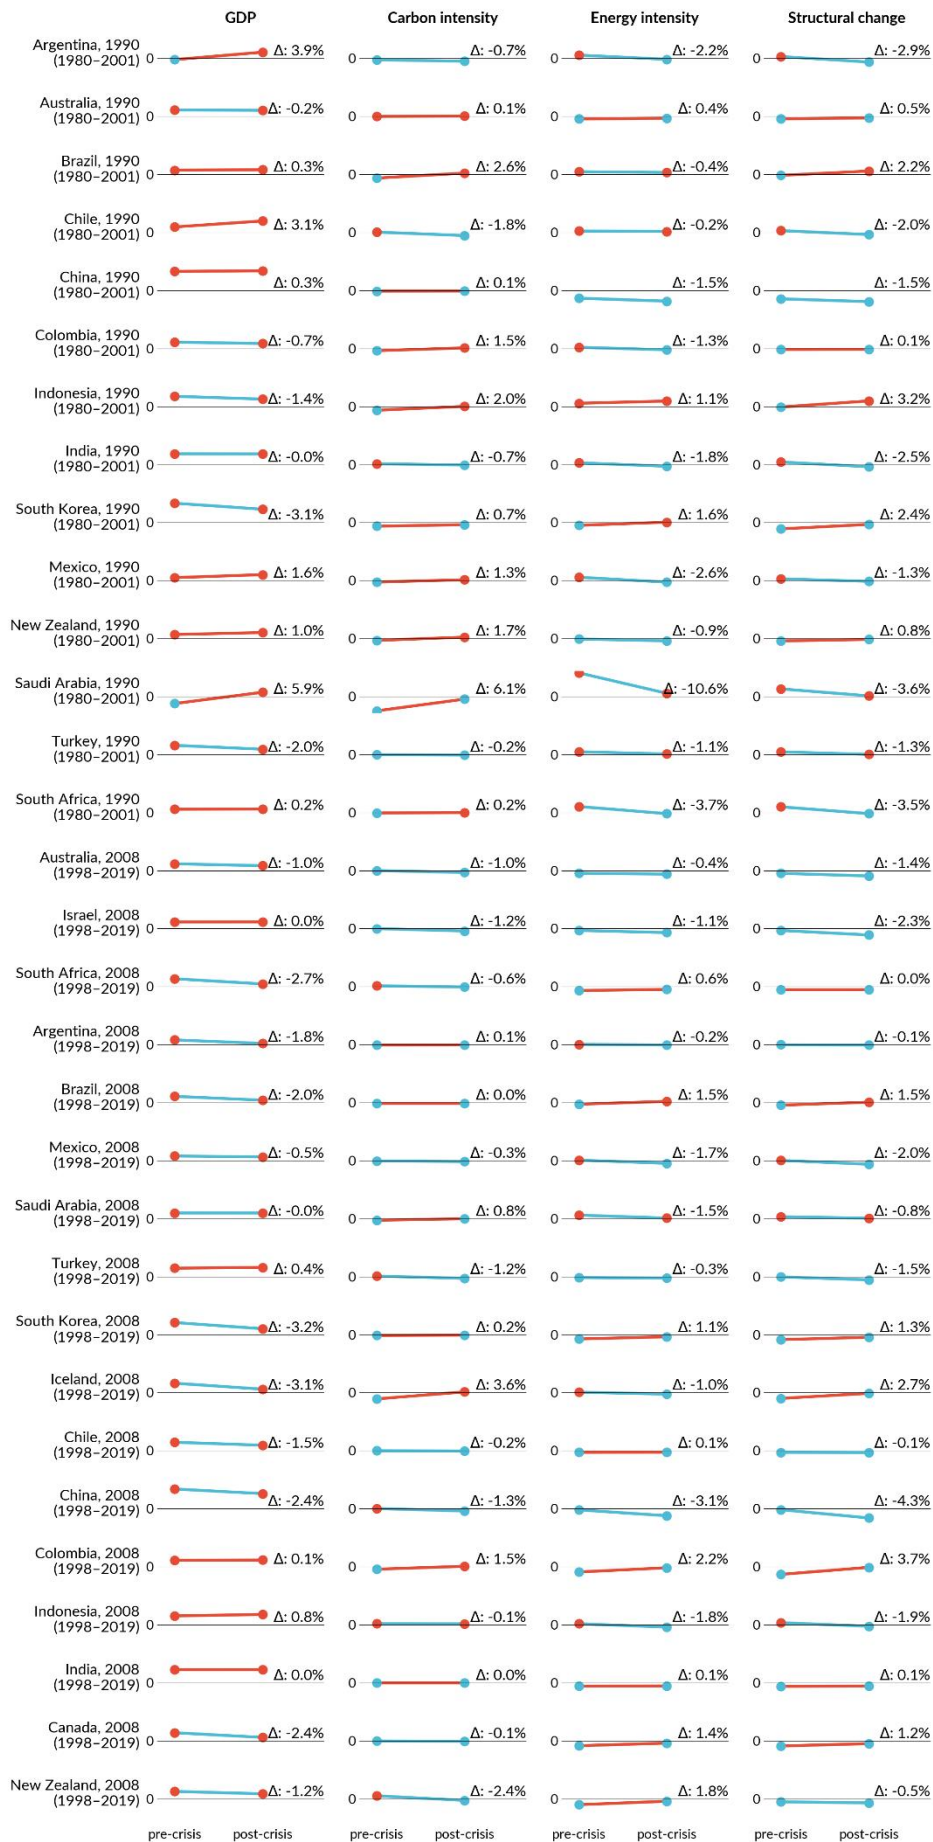 GDP Carbon intensity Energy intensity Structural change
Argentina, 1990
(1980–2001) 0 Δ: 3.9% 0 Δ: -0.7% 0 Δ: -2.2% 0 Δ: -2.9%
Australia, 1990
(1980–2001) 0 Δ: -0.2% 0 Δ: 0.1% 0 Δ: 0.4% 0 Δ: 0.5%
Brazil, 1990
(1980–2001) 0 Δ: 0.3% 0 Δ: 2.6% 0 Δ: -0.4% 0 Δ: 2.2%
Chile, 1990
(1980–2001) 0 Δ: 3.1% 0 Δ: -1.8% 0 Δ: -0.2% 0 Δ: -2.0%
China, 1990
(1980–2001) 0 Δ: 0.3% 0 Δ: 0.1% 0 Δ: -1.5% 0 Δ: -1.5%
Colombia, 1990
(1980–2001) 0 Δ: -0.7% 0 Δ: 1.5% 0 Δ: -1.3% 0 Δ: 0.1%
Indonesia, 1990
(1980–2001) 0 Δ: -1.4% 0 Δ: 2.0% 0 Δ: 1.1% 0 Δ: 3.2%
India, 1990
(1980–2001) 0 Δ: -0.0% 0 Δ: -0.7% 0 Δ: -1.8% 0 Δ: -2.5%
South Korea, 1990
(1980–2001) 0 Δ: -3.1% 0 Δ: 0.7% 0 Δ: 1.6% 0 Δ: 2.4%
Mexico, 1990
(1980–2001) 0 Δ: 1.6% 0 Δ: 1.3% 0 Δ: -2.6% 0 Δ: -1.3%
New Zealand, 1990
(1980–2001) 0 Δ: 1.0% 0 Δ: 1.7% 0 Δ: -0.9% 0 Δ: 0.8%
Saudi Arabia, 1990
(1980–2001) 0 Δ: 5.9% 0 Δ: 6.1% 0 Δ: -10.6% 0 Δ: -3.6%
Turkey, 1990
(1980–2001) 0 Δ: -2.0% 0 Δ: -0.2% 0 Δ: -1.1% 0 Δ: -1.3%
South Africa, 1990
(1980–2001) 0 Δ: 0.2% 0 Δ: 0.2% 0 Δ: -3.7% 0 Δ: -3.5%
Australia, 2008
(1998–2019) 0 Δ: -1.0% 0 Δ: -1.0% 0 Δ: -0.4% 0 Δ: -1.4%
Israel, 2008
(1998–2019) 0 Δ: 0.0% 0 Δ: -1.2% 0 Δ: -1.1% 0 Δ: -2.3%
South Africa, 2008
(1998–2019) 0 Δ: -2.7% 0 Δ: -0.6% 0 Δ: 0.6% 0 Δ: 0.0%
Argentina, 2008
(1998–2019) 0 Δ: -1.8% 0 Δ: 0.1% 0 Δ: -0.2% 0 Δ: -0.1%
Brazil, 2008
(1998–2019) 0 Δ: -2.0% 0 Δ: 0.0% 0 Δ: 1.5% 0 Δ: 1.5%
Mexico, 2008
(1998–2019) 0 Δ: -0.5% 0 Δ: -0.3% 0 Δ: -1.7% 0 Δ: -2.0%
Saudi Arabia, 2008
(1998–2019) 0 Δ: -0.0% 0 Δ: 0.8% 0 Δ: -1.5% 0 Δ: -0.8%
Turkey, 2008
(1998–2019) 0 Δ: 0.4% 0 Δ: -1.2% 0 Δ: -0.3% 0 Δ: -1.5%
South Korea, 2008
(1998–2019) 0 Δ: -3.2% 0 Δ: 0.2% 0 Δ: 1.1% 0 Δ: 1.3%
Iceland, 2008
(1998–2019) 0 Δ: -3.1% 0 Δ: 3.6% 0 Δ: -1.0% 0 Δ: 2.7%
Chile, 2008
(1998–2019) 0 Δ: -1.5% 0 Δ: -0.2% 0 Δ: 0.1% 0 Δ: -0.1%
China, 2008
(1998–2019) 0 Δ: -2.4% 0 Δ: -1.3% 0 Δ: -3.1% 0 Δ: -4.3%
Colombia, 2008
(1998–2019) 0 Δ: 0.1% 0 Δ: 1.5% 0 Δ: 2.2% 0 Δ: 3.7%
Indonesia, 2008
(1998–2019) 0 Δ: 0.8% 0 Δ: -0.1% 0 Δ: -1.8% 0 Δ: -1.9%
India, 2008
(1998–2019) 0 Δ: 0.0% 0 Δ: 0.0% 0 Δ: 0.1% 0 Δ: 0.1%
Canada, 2008
(1998–2019) 0 Δ: -2.4% 0 Δ: -0.1% 0 Δ: 1.4% 0 Δ: 1.2%
New Zealand, 2008
(1998–2019) 0 Δ: -1.2% 0 Δ: -2.4% 0 Δ: 1.8% 0 Δ: -0.5%
pre-crisis post-crisis pre-crisis post-crisis pre-crisis post-crisis pre-crisis post-crisis